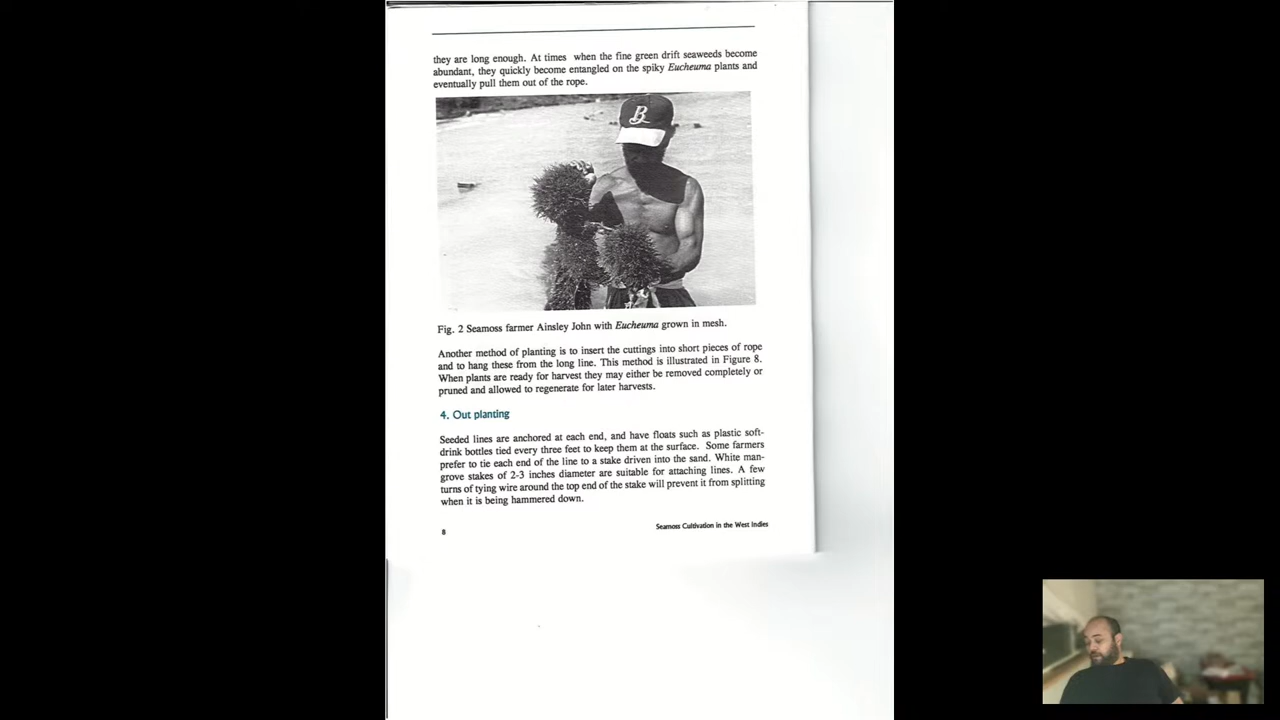 they are long enough. At times when the fine green drift seaweeds become
abundant, they quickly become entangled on the spiky Eucheuma plants and
eventually pull them out of the rope.
B
Fig. 2 Seamoss farmer Ainsley John with Eucheuma grown in mesh.
Another method of planting is to insert the cuttings into short pieces of rope
and to hang these from the long line. This method is illustrated in Figure 8.
When plants are ready for harvest they may either be removed completely or
pruned and allowed to regenerate for later harvests.
4. Out planting
Seeded lines are anchored at each end, and have floats such as plastic soft-
drink bottles tied every three feet to keep them at the surface. Some farmers
prefer to tie each end of the line to a stake driven into the sand. White man-
grove stakes of 2-3 inches diameter are suitable for attaching lines. A few
turns of tying wire around the top end of the stake will prevent it from splitting
when it is being hammered down.
8
Seamoss Cultivation in the West Indies